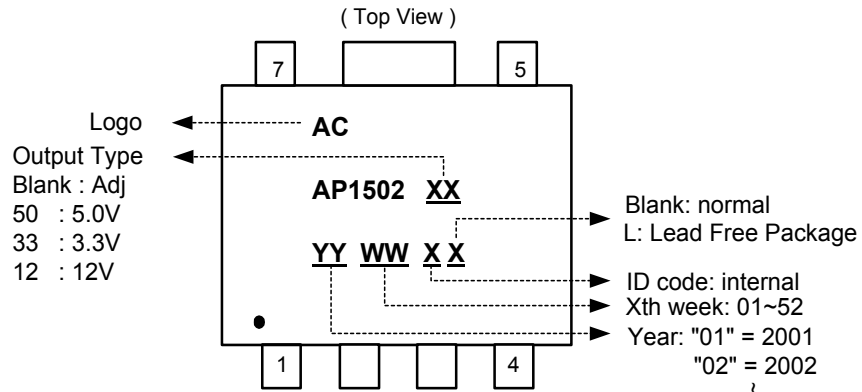 ( Top View )
7 5
Logo AC
Output Type
Blank : Adj
50 : 5.0V
33 : 3.3V
12 : 12V
AP1502 XX
YY WW X X
Blank: normal
L: Lead Free Package
ID code: internal
Xth week: 01~52
Year: "01" = 2001
"02" = 2002
~
1 4